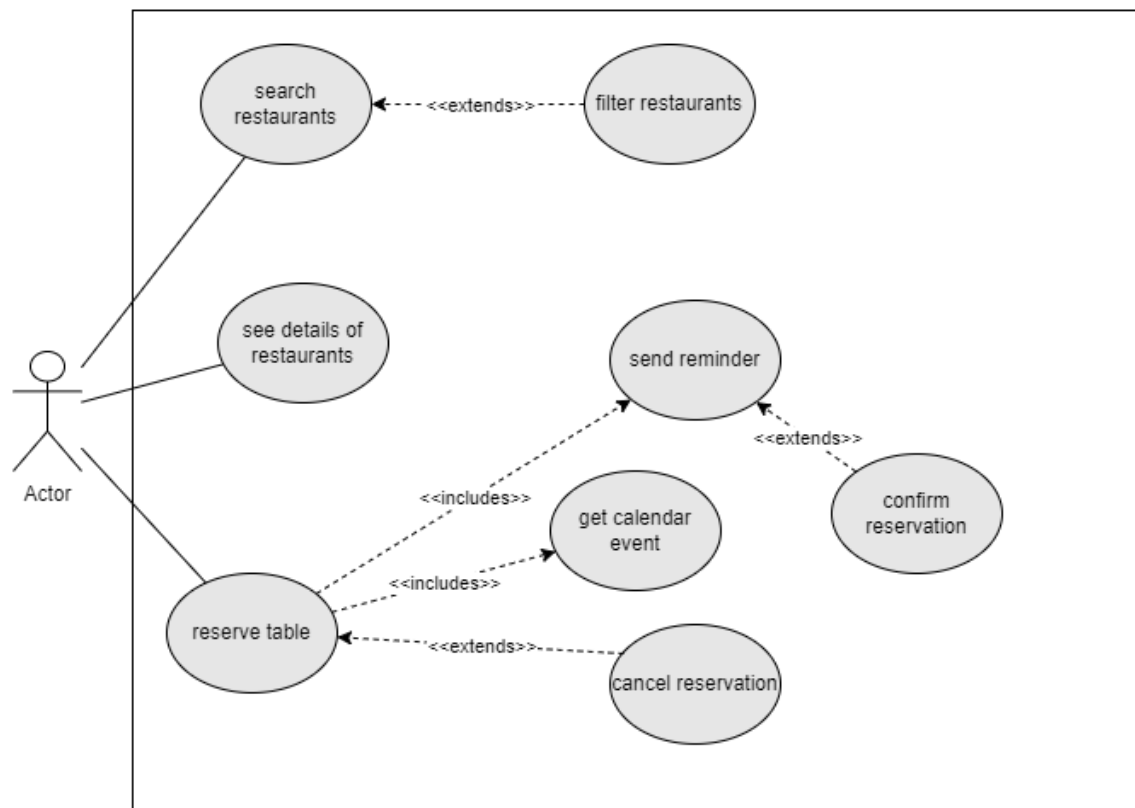 search
restaurants
<<extends>>
filter restaurants
see details of
restaurants
send reminder
<<extends>>
Actor
<<includes>>
get calendar
event
confirm
reservation
<<includes>>
reserve table
<<extends>>
cancel reservation